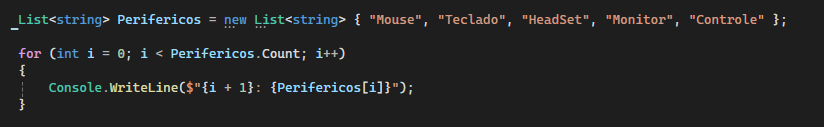 List<string> Perifericos = new List<string> { "Mouse", "Teclado", "HeadSet", "Monitor", "Controle" };
for (int i = 0; i < Perifericos.Count; i++)
{
    Console.WriteLine($"{i + 1}: {Perifericos[i]}");
}